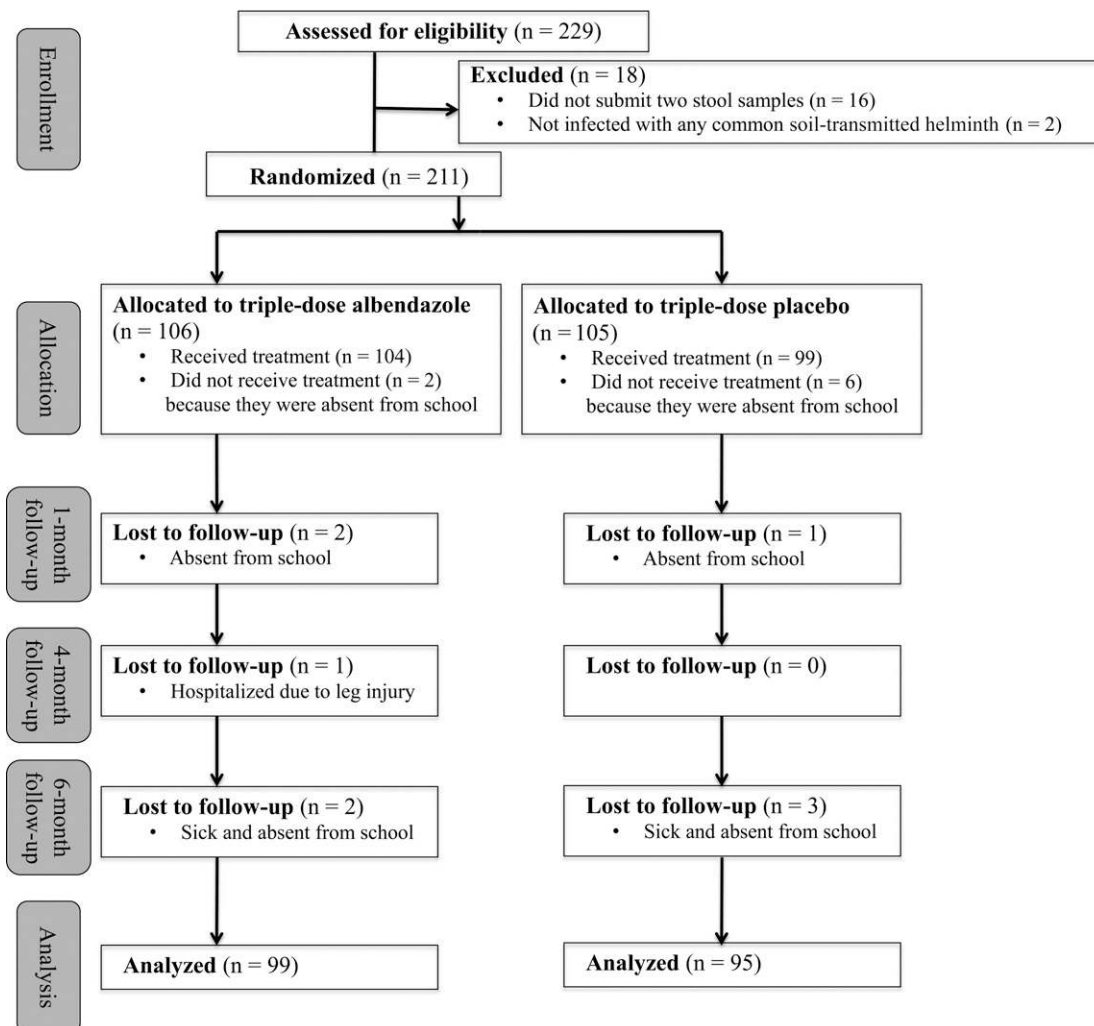 Enrollment
Assessed for eligibility (n = 229)
Excluded (n = 18)
• Did not submit two stool samples (n = 16)
• Not infected with any common soil-transmitted helminth (n = 2)
Randomized (n = 211)
Allocation
Allocated to triple-dose albendazole
(n = 106)
• Received treatment (n = 104)
• Did not receive treatment (n = 2)
because they were absent from school
Allocated to triple-dose placebo
(n = 105)
• Received treatment (n = 99)
• Did not receive treatment (n = 6)
because they were absent from school
1-month
follow-up
Lost to follow-up (n = 2)
• Absent from school
Lost to follow-up (n = 1)
• Absent from school
4-month
follow-up
Lost to follow-up (n = 1)
• Hospitalized due to leg injury
Lost to follow-up (n = 0)
6-month
follow-up
Lost to follow-up (n = 2)
• Sick and absent from school
Lost to follow-up (n = 3)
• Sick and absent from school
Analysis
Analyzed (n = 99)
Analyzed (n = 95)